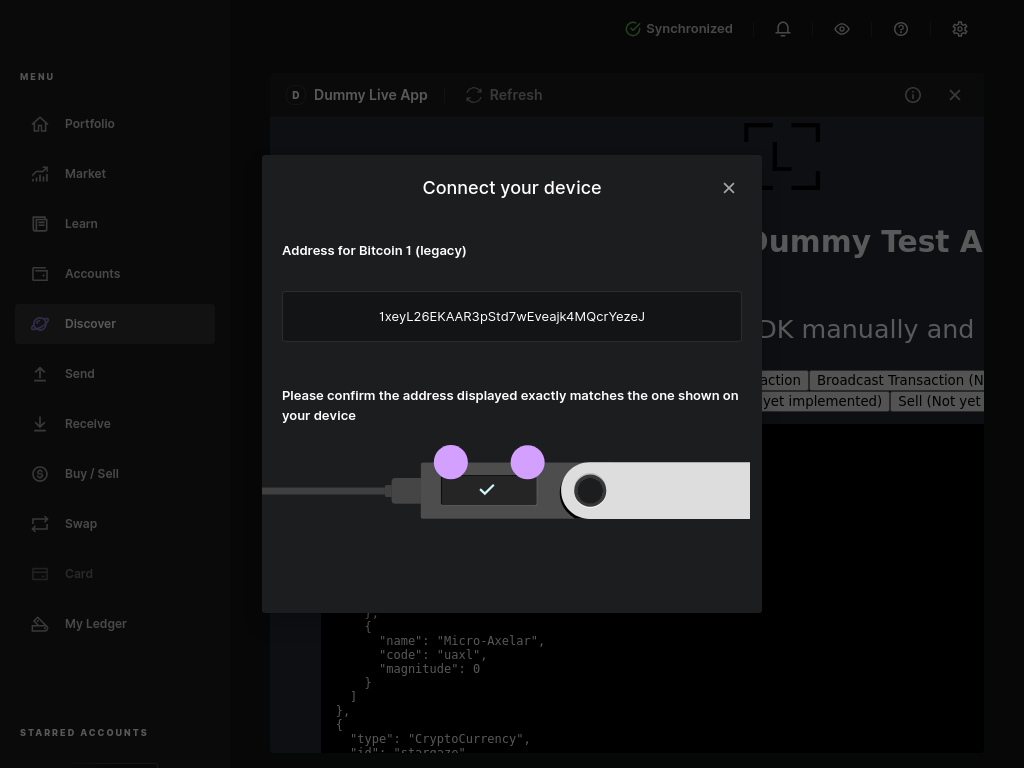 Synchronized
MENU
Portfolio
Market
Learn
Accounts
Discover
Send
Receive
Buy / Sell
Swap
Card
My Ledger
STARRED ACCOUNTS
D Dummy Live App
Refresh
L
Dummy Test A
DK manually and
action
Broadcast Transaction (N
yet implemented)
Sell (Not yet
Connect your device
Address for Bitcoin 1 (legacy)
1xeyL26EKAAR3pStd7wEveajk4MQcrYezeJ
Please confirm the address displayed exactly matches the one shown on
your device
},
{
"name": "Micro-Axelar",
"code": "uaxl",
"magnitude": 0
}
]
},
{
"type": "CryptoCurrency",
"id": "stargaze",